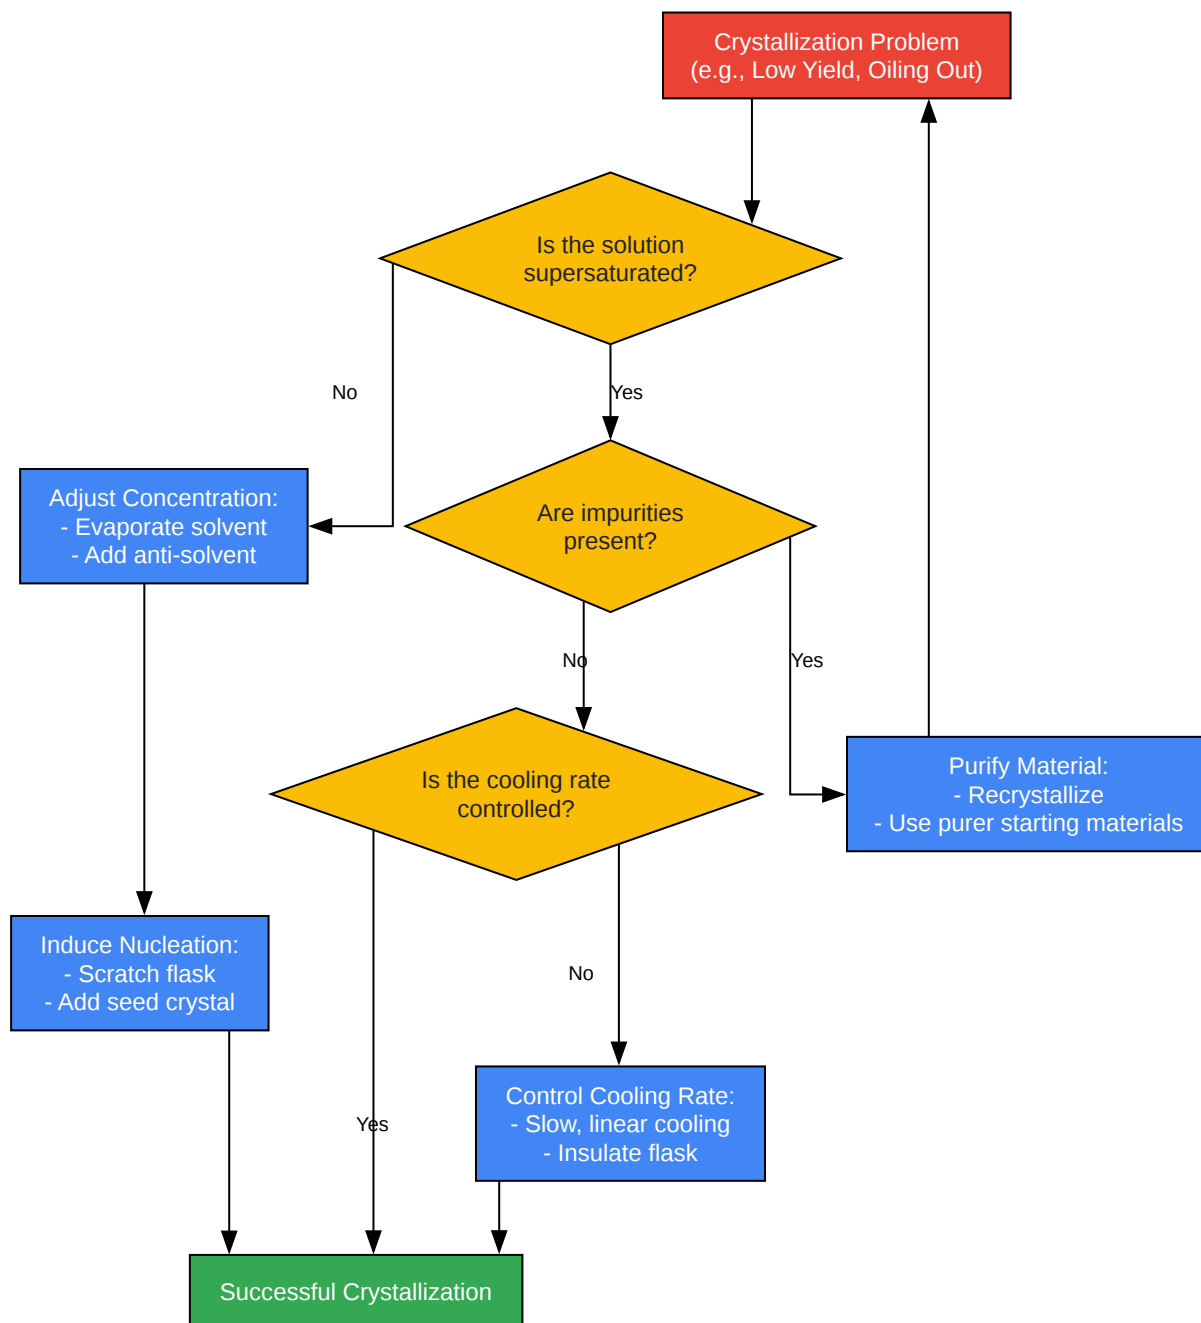 Crystallization Problem
(e.g., Low Yield, Oiling Out)
Is the solution
supersaturated?
No
Yes
Adjust Concentration:
- Evaporate solvent
- Add anti-solvent
Are impurities
present?
No
Yes
Is the cooling rate
controlled?
Purify Material:
- Recrystallize
- Use purer starting materials
Induce Nucleation:
- Scratch flask
- Add seed crystal
No
Control Cooling Rate:
- Slow, linear cooling
- Insulate flask
Yes
Successful Crystallization